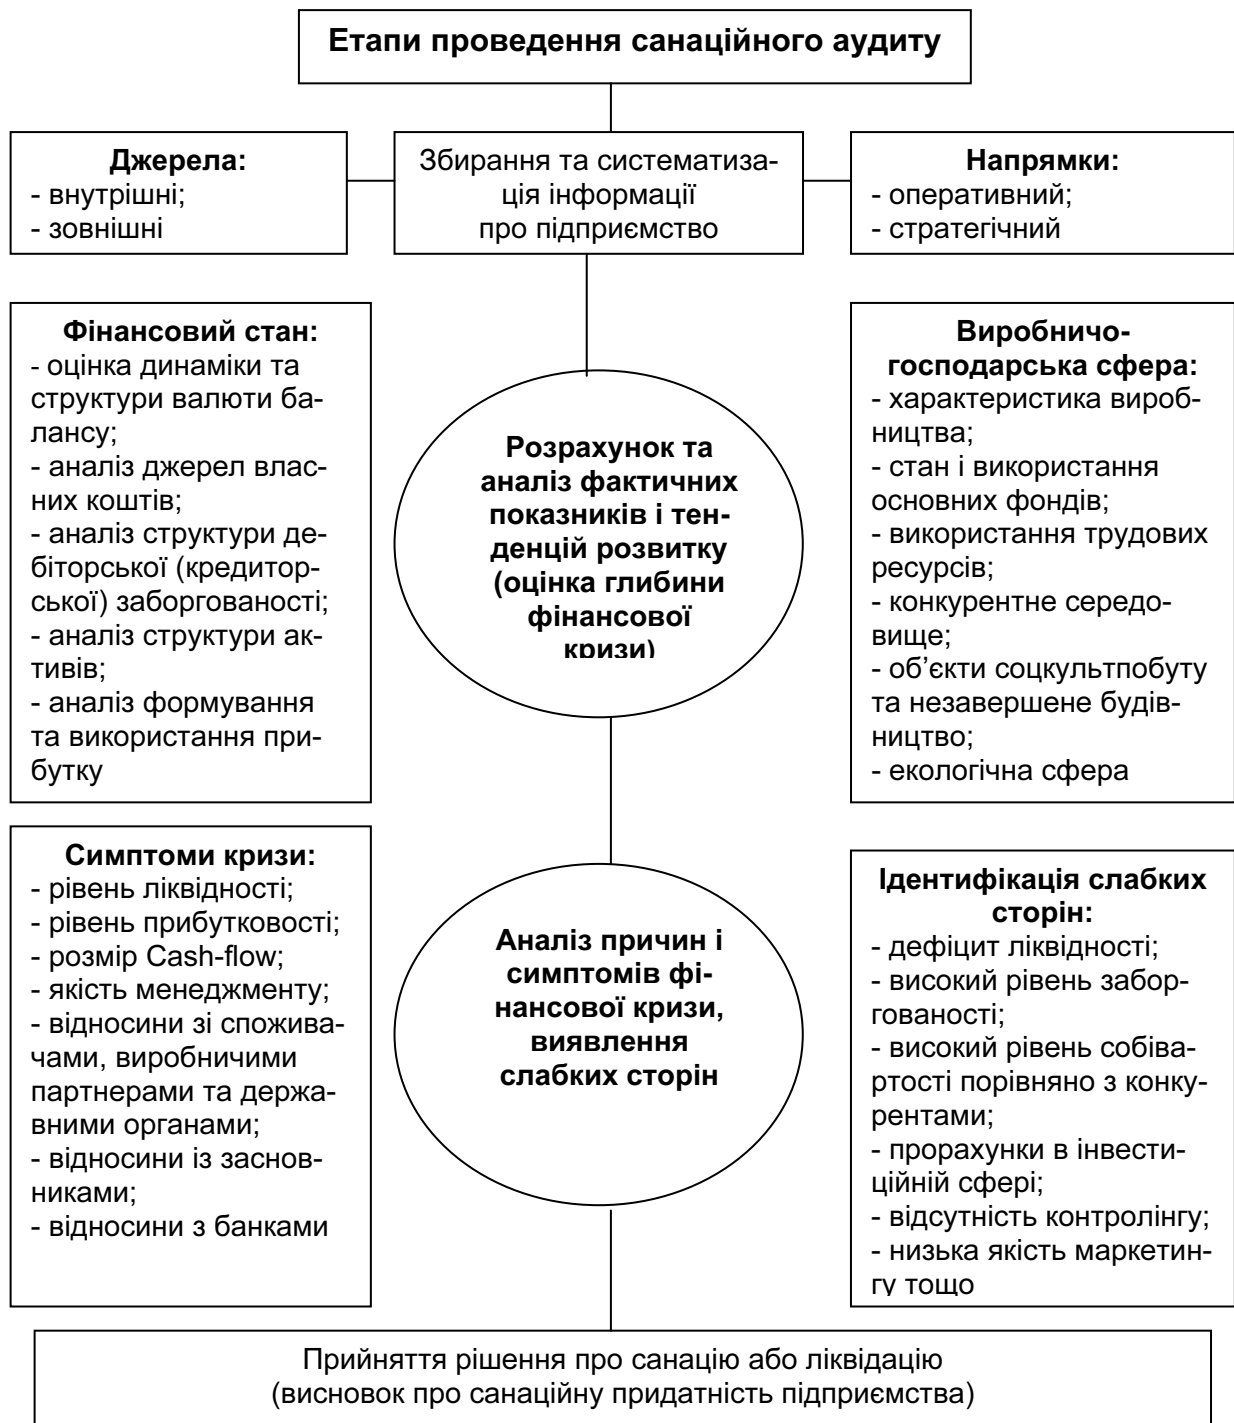 Етапи проведення санаційного аудиту
Джерела:
- внутрішні;
- зовнішні
Збирання та систематиза-
ція інформації
про підприємство
Напрямки:
- оперативний;
- стратегічний
Фінансовий стан:
- оцінка динаміки та
структури валюти ба-
лансу;
- аналіз джерел влас-
них коштів;
- аналіз структури де-
біторської (кредитор-
ської) заборгованості;
- аналіз структури ак-
тивів;
- аналіз формування
та використання при-
бутку
Розрахунок та
аналіз фактичних
показників і тен-
денцій розвитку
(оцінка глибини
фінансової
кризи)
Виробничо-
господарська сфера:
- характеристика вироб-
ництва;
- стан і використання
основних фондів;
- використання трудових
ресурсів;
- конкурентне середо-
вище;
- об’єкти соцкультпобуту
та незавершене будів-
ництво;
- екологічна сфера
Симптоми кризи:
- рівень ліквідності;
- рівень прибутковості;
- розмір Cash-flow;
- якість менеджменту;
- відносини зі спожива-
чами, виробничими
партнерами та держа-
вними органами;
- відносини із заснов-
никами;
- відносини з банками
Аналіз причин і
симптомів фі-
нансової кризи,
виявлення
слабких сторін
Ідентифікація слабких
сторін:
- дефіцит ліквідності;
- високий рівень забор-
гованості;
- високий рівень собіва-
ртості порівняно з конку-
рентами;
- прорахунки в інвести-
ційній сфері;
- відсутність контролінгу;
- низька якість маркетин-
гу тощо
Прийняття рішення про санацію або ліквідацію
(висновок про санаційну придатність підприємства)